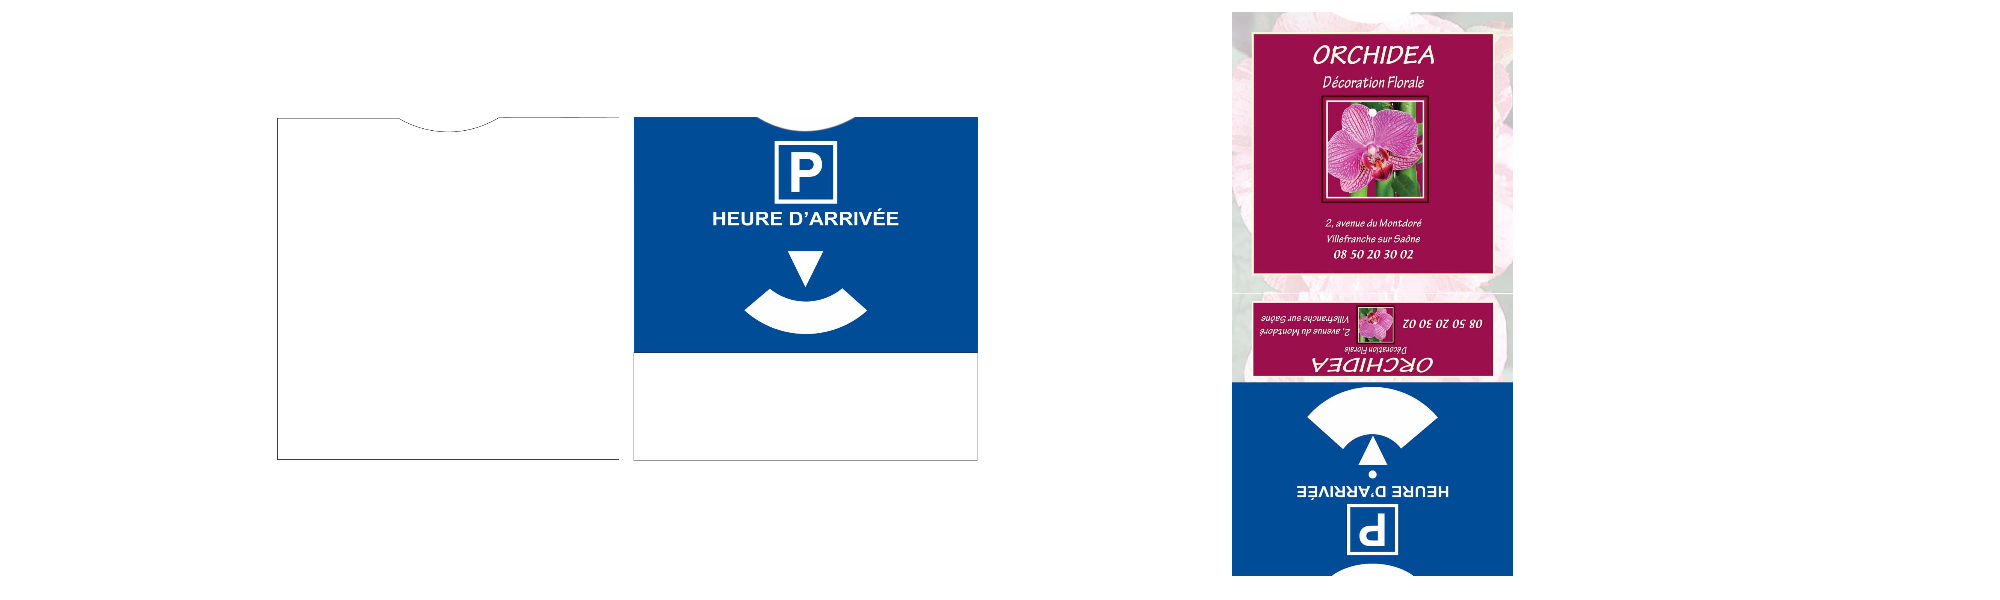 P
HEURE D'ARRIVÉE
ORCHIDEA
Décoration Florale
2, avenue du Montdoré
Villefranche sur Saône
08 50 20 30 02
ORCHIDEA
Décoration Florale
2, avenue du Montdoré
Villefranche sur Saône
08 50 20 30 02
P
HEURE D'ARRIVÉE